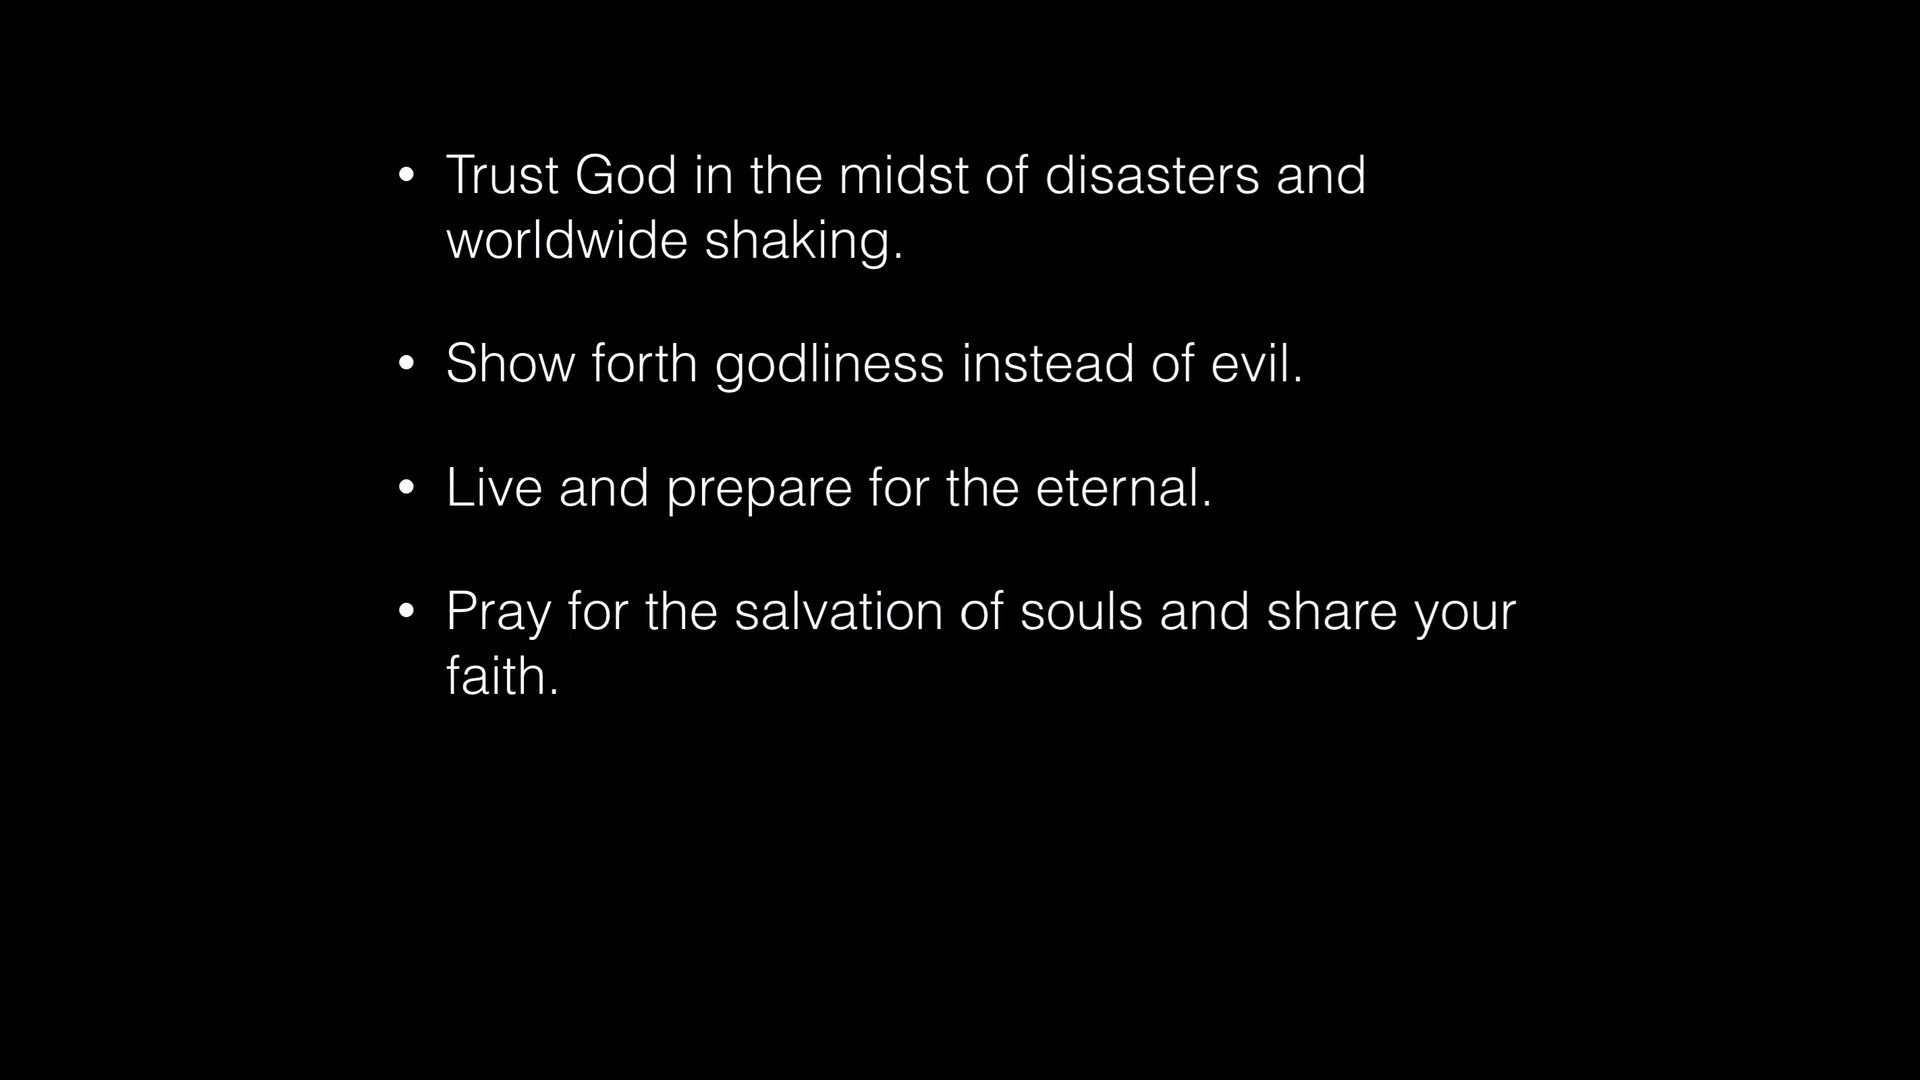 • Trust God in the midst of disasters and
worldwide shaking.
• Show forth godliness instead of evil.
• Live and prepare for the eternal.
• Pray for the salvation of souls and share your
faith.